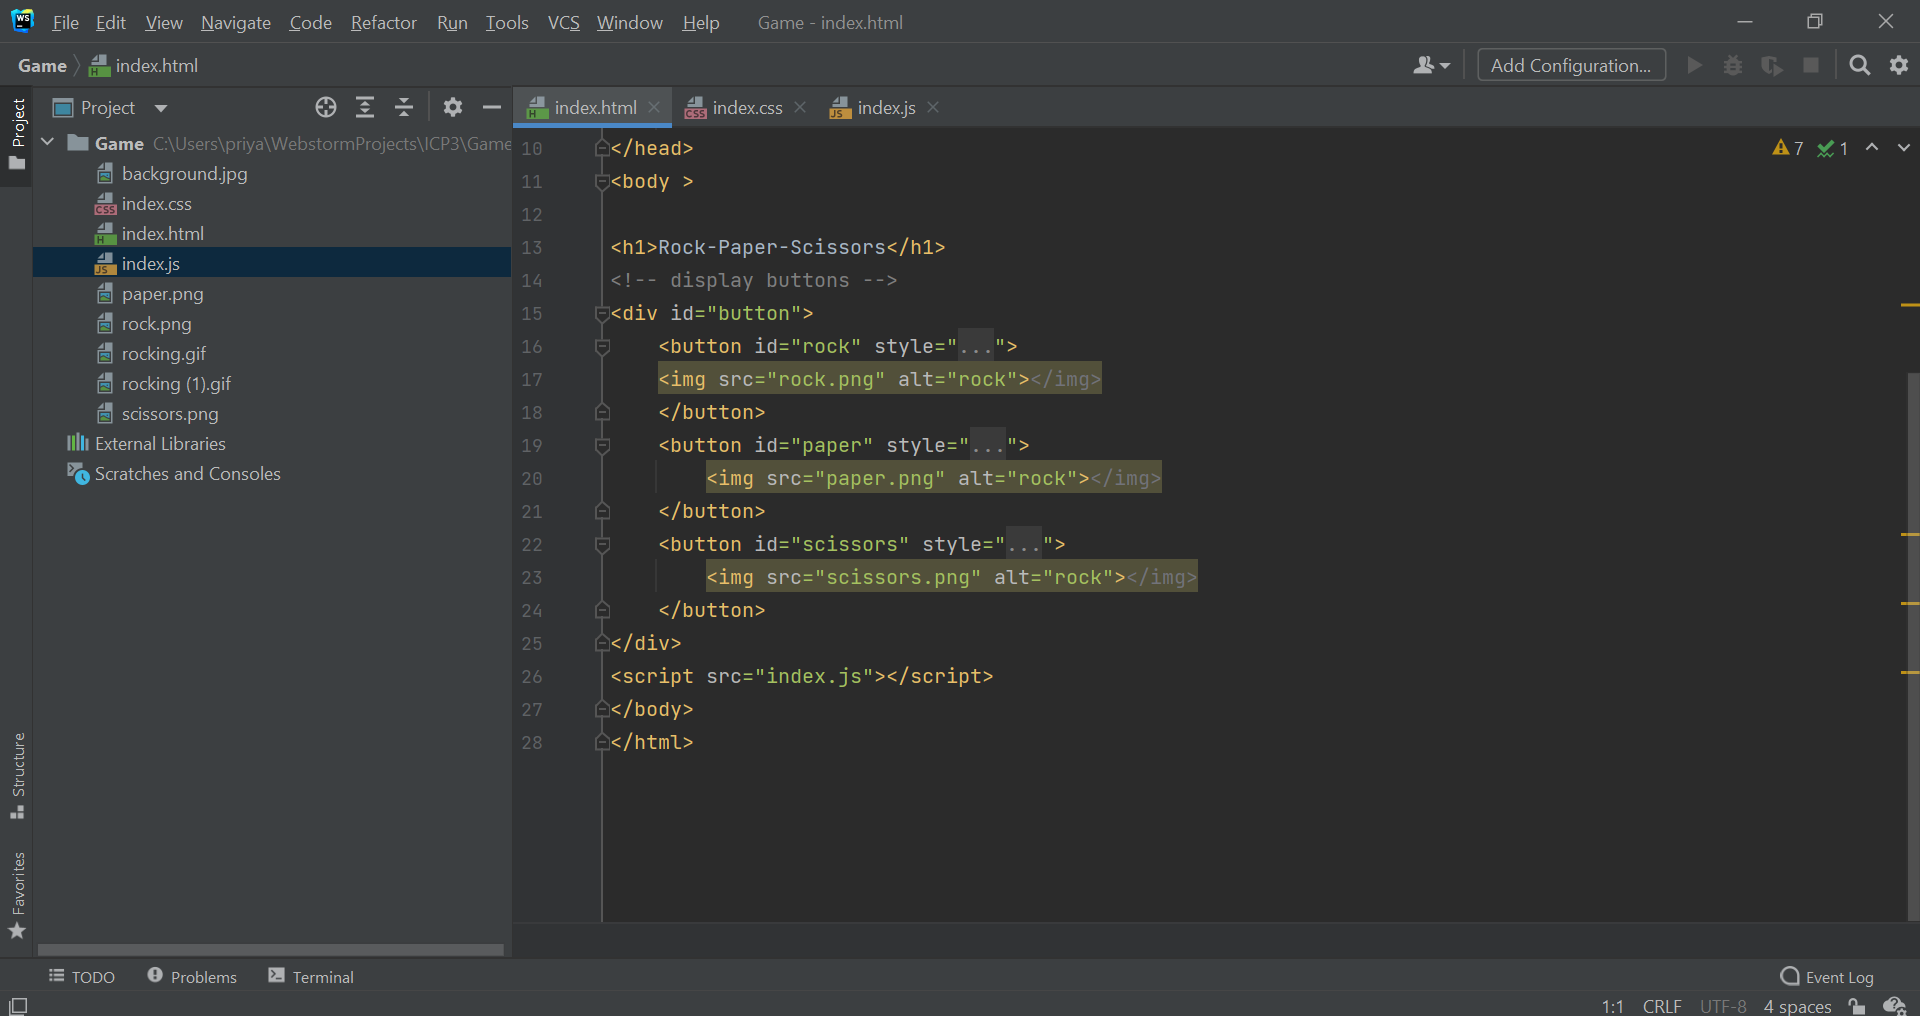 WS File Edit View Navigate Code Refactor Run Tools VCS Window Help Game - index.html
Game index.html Add Configuration...
Project
Project
index.html index.css index.js
Game C:\Users\priya\WebstormProjects\ICP3\Game
background.jpg
index.css
index.html
index.js
paper.png
rock.png
rocking.gif
rocking (1).gif
scissors.png
External Libraries
Scratches and Consoles
7 1
10 </head>
11 <body >
12
13 <h1>Rock-Paper-Scissors</h1>
14 <!-- display buttons -->
15 <div id="button">
16 <button id="rock" style="...">
17 <img src="rock.png" alt="rock"></img>
18 </button>
19 <button id="paper" style="...">
20 <img src="paper.png" alt="rock"></img>
21 </button>
22 <button id="scissors" style="...">
23 <img src="scissors.png" alt="rock"></img>
24 </button>
25 </div>
26 <script src="index.js"></script>
27 </body>
28 </html>
Structure
Favorites
TODO Problems Terminal Event Log
1:1 CRLF UTF-8 4 spaces